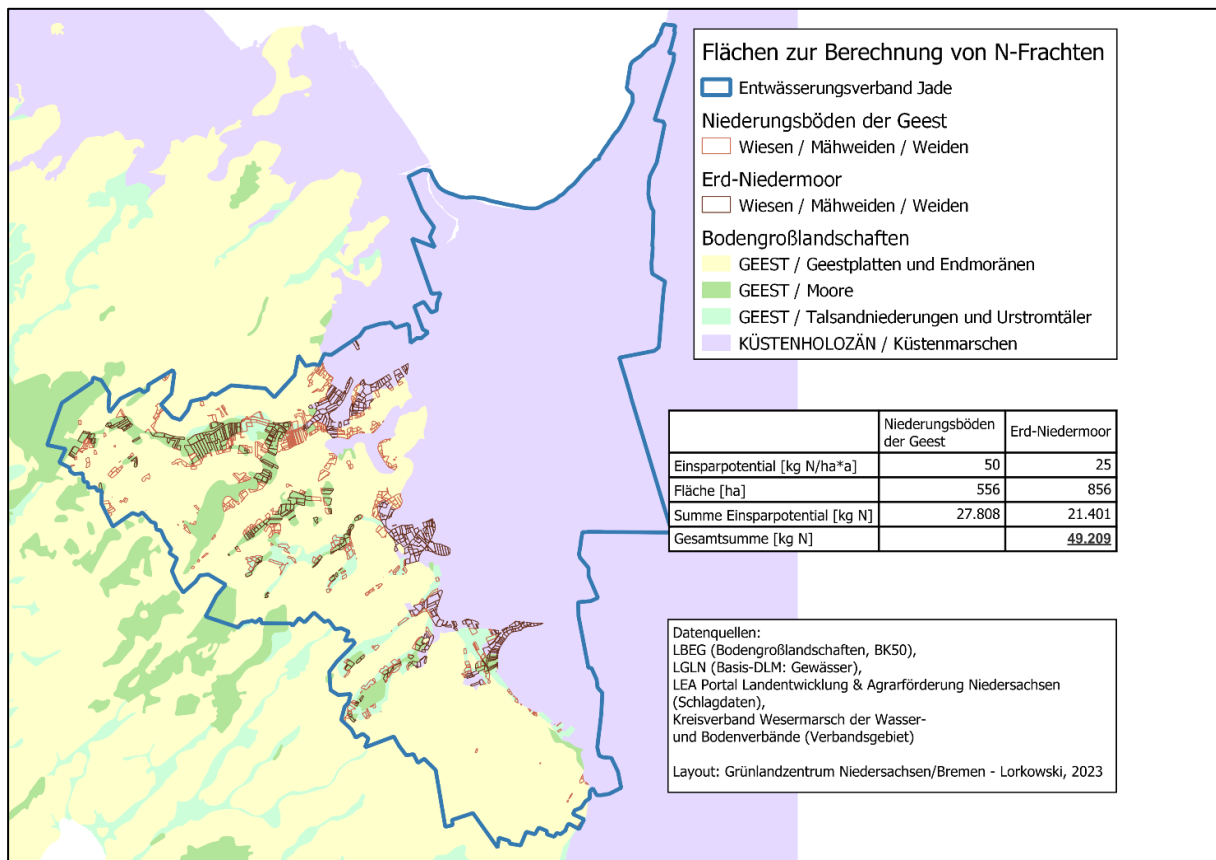 Flächen zur Berechnung von N-Frachten
Entwässerungsverband Jade
Niederungsböden der Geest
Wiesen / Mähweiden / Weiden
Erd-Niedermoor
Wiesen / Mähweiden / Weiden
Bodengroßlandschaften
GEEST / Geestplatten und Endmoränen
GEEST / Moore
GEEST / Talsandniederungen und Urstromtäler
KÜSTENHOLOZÄN / Küstenmarschen
Niederungsböden
der Geest
Erd-Niedermoor
Einsparpotential [kg N/ha*a] 50 25
Fläche [ha] 556 856
Summe Einsparpotential [kg N] 27.808 21.401
Gesamtsumme [kg N] 49.209
Datenquellen:
LBEG (Bodengroßlandschaften, BK50),
LGLN (Basis-DLM: Gewässer),
LEA Portal Landentwicklung & Agrarförderung Niedersachsen
(Schlagdaten),
Kreisverband Wesermarsch der Wasser-
und Bodenverbände (Verbandsgebiet)
Layout: Grünlandzentrum Niedersachsen/Bremen - Lorkowski, 2023